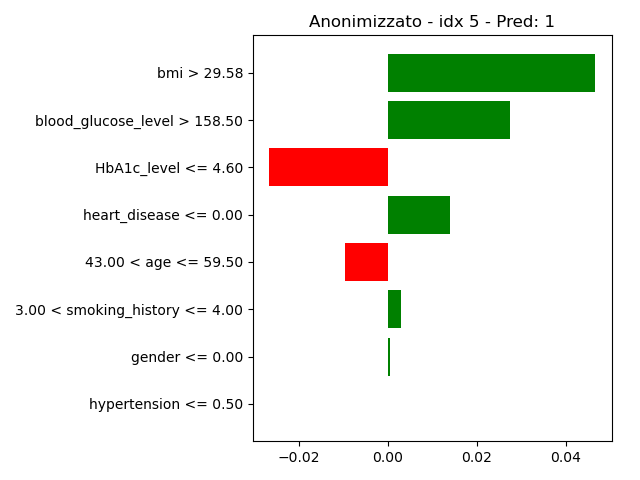 Anonimizzato - idx 5 - Pred: 1
bmi > 29.58
blood_glucose_level > 158.50
HbA1c_level <= 4.60
heart_disease <= 0.00
43.00 < age <= 59.50
3.00 < smoking_history <= 4.00
gender <= 0.00
hypertension <= 0.50
−0.02 0.00 0.02 0.04